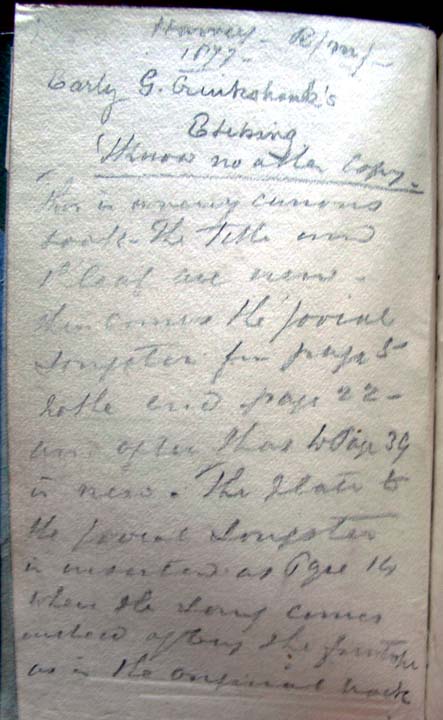 Harvey -
1877 -
Early G. Cruikshank's
Etching
I know no other Copy -
This is a very curious
book - The title and
1st leaf are new -
then comes the Jovial
Songster from page 5
to the end page 22 -
and after that to Page 39
is new. The Plate to
the Jovial Songster
is inserted at Page 14
where the Song comes
instead of being the
as in the original work